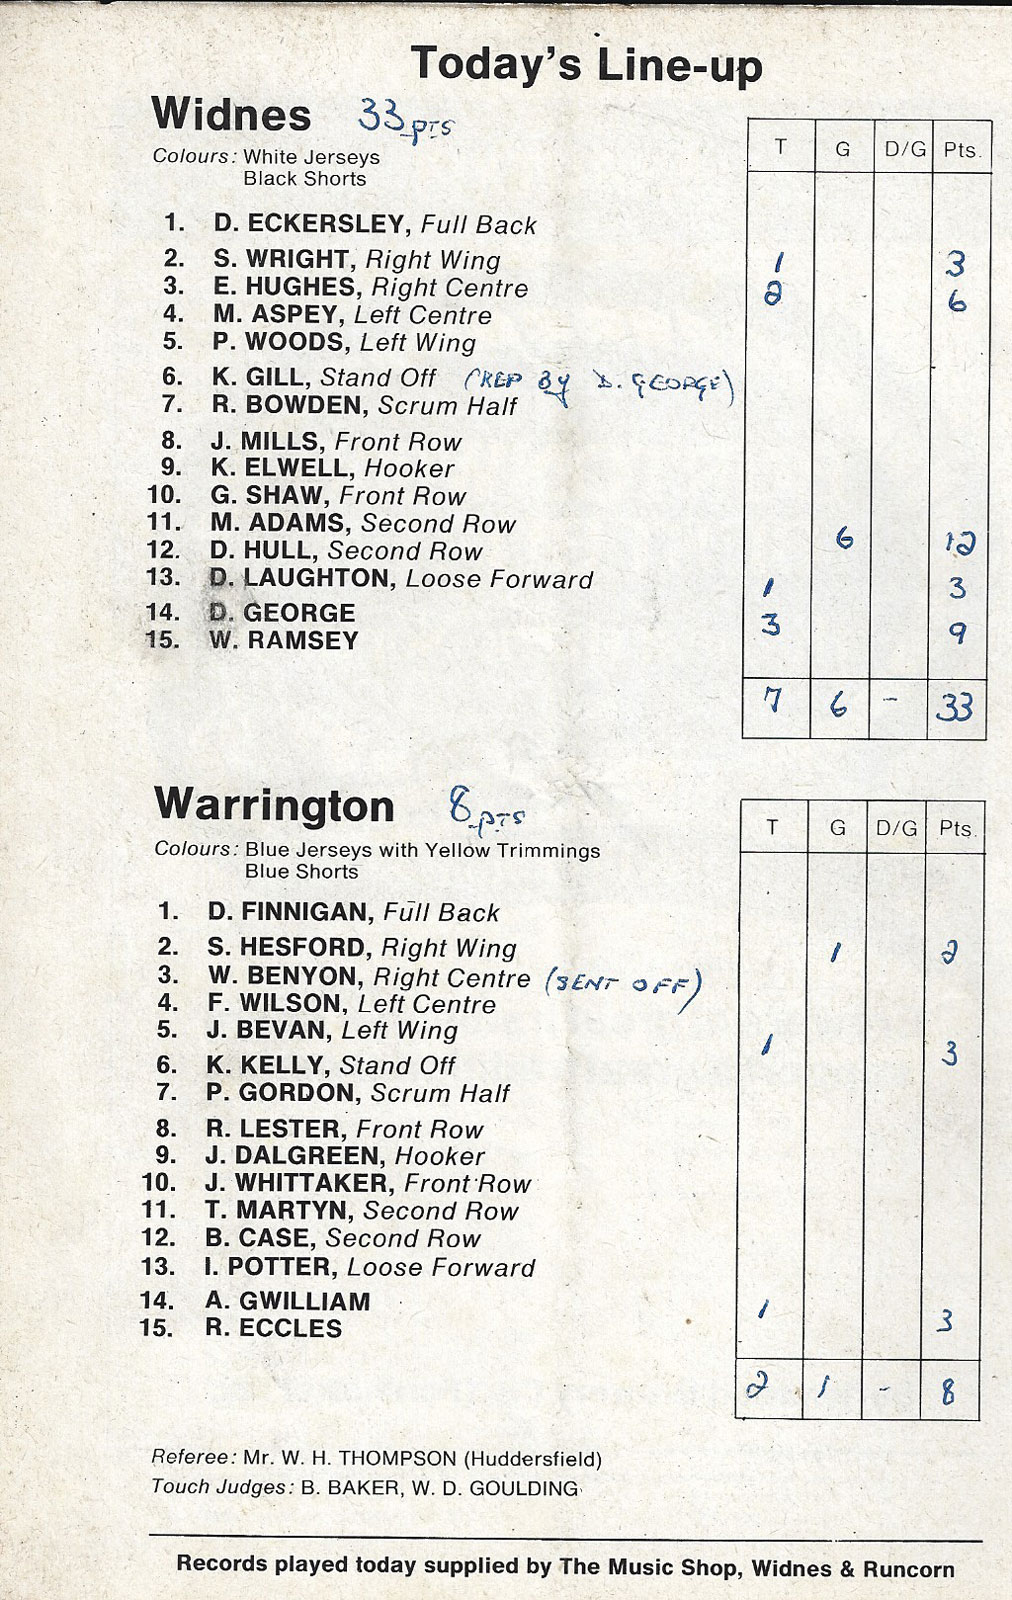 Today's Line-up
Widnes 33 pts
Colours: White Jerseys
Black Shorts
T G D/G Pts.
1. D. ECKERSLEY, Full Back
2. S. WRIGHT, Right Wing 1 3
3. E. HUGHES, Right Centre 2 6
4. M. ASPEY, Left Centre
5. P. WOODS, Left Wing
6. K. GILL, Stand Off (REP BY D. GEORGE)
7. R. BOWDEN, Scrum Half
8. J. MILLS, Front Row
9. K. ELWELL, Hooker
10. G. SHAW, Front Row
11. M. ADAMS, Second Row
12. D. HULL, Second Row 6 12
13. D. LAUGHTON, Loose Forward 1 3
14. D. GEORGE 3 9
15. W. RAMSEY
7 6 - 33
Warrington 8 pts
Colours: Blue Jerseys with Yellow Trimmings
Blue Shorts
T G D/G Pts.
1. D. FINNIGAN, Full Back
2. S. HESFORD, Right Wing 1 2
3. W. BENYON, Right Centre (SENT OFF)
4. F. WILSON, Left Centre
5. J. BEVAN, Left Wing 1 3
6. K. KELLY, Stand Off
7. P. GORDON, Scrum Half
8. R. LESTER, Front Row
9. J. DALGREEN, Hooker
10. J. WHITTAKER, Front Row
11. T. MARTYN, Second Row
12. B. CASE, Second Row
13. I. POTTER, Loose Forward
14. A. GWILLIAM 1 3
15. R. ECCLES
2 1 - 8
Referee: Mr. W. H. THOMPSON (Huddersfield)
Touch Judges: B. BAKER, W. D. GOULDING
Records played today supplied by The Music Shop, Widnes & Runcorn